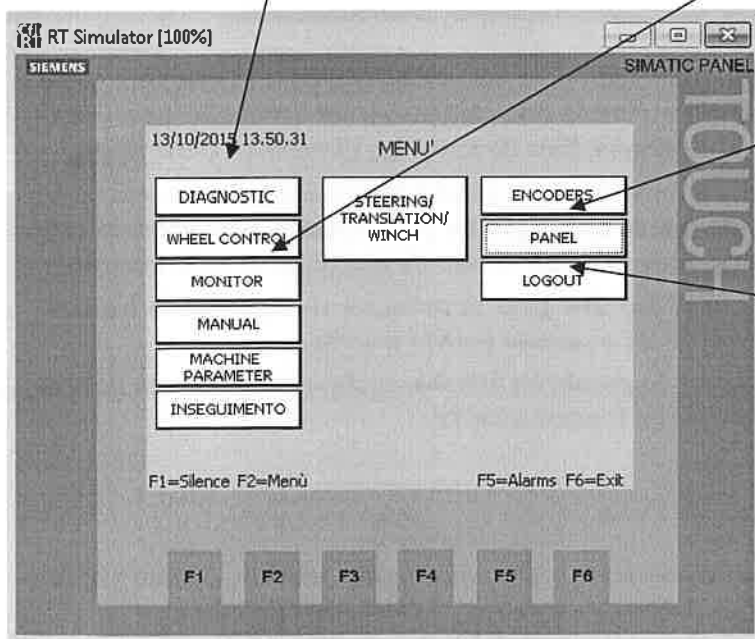 RT Simulator [100%]
SIEMENS
SIMATIC PANEL
TOUCH
13/10/2015 13.50.31
MENU'
DIAGNOSTIC
WHEEL CONTROL
MONITOR
MANUAL
MACHINE
PARAMETER
INSEGUIMENTO
STEERING/
TRANSLATION/
WINCH
ENCODERS
PANEL
LOGOUT
F1=Silence F2=Menù
F5=Alarms F6=Exit
F1 F2 F3 F4 F5 F6